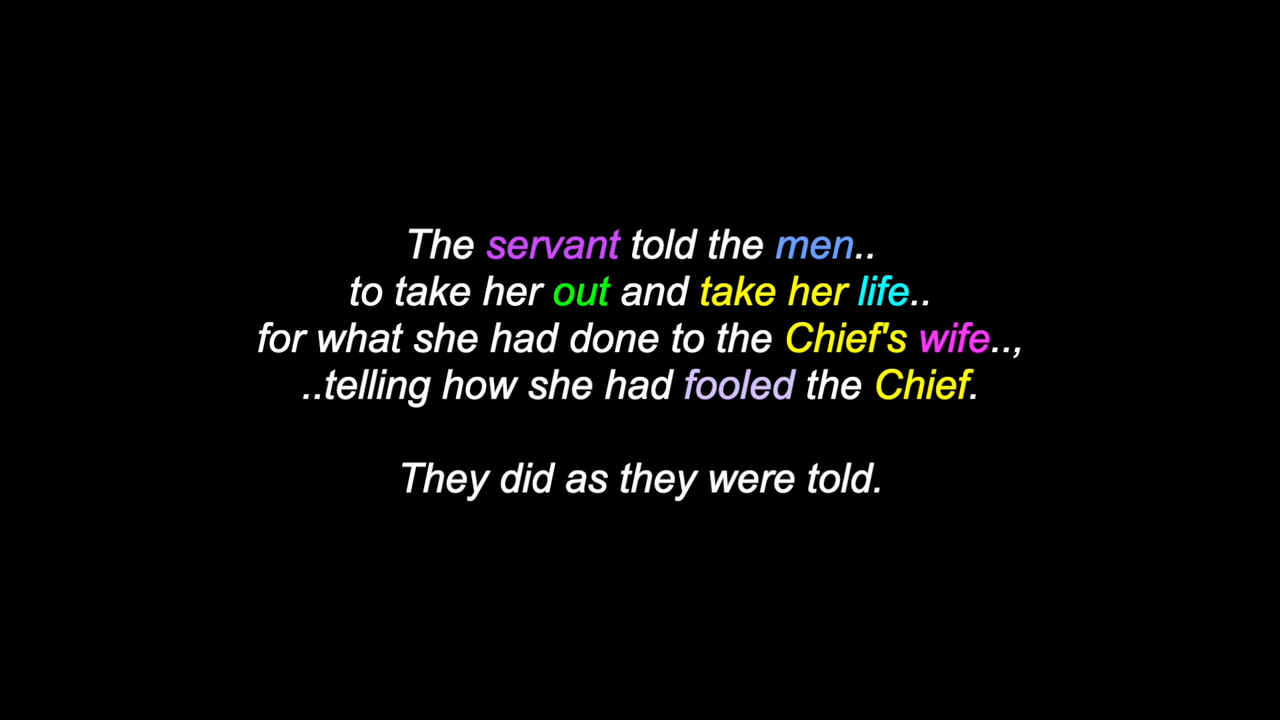 The servant told the men..
to take her out and take her life..
for what she had done to the Chief's wife..,
..telling how she had fooled the Chief.
They did as they were told.